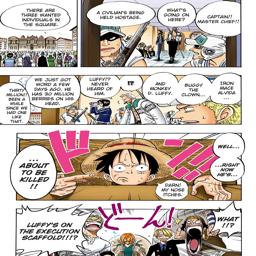 CAPTAIN!!
MASTER
CHIEF!!
WHAT'S
GOING ON
HERE?
A CIVILIAN'S BEING
HELD HOSTAGE.
THERE ARE
THREE WANTED
INDIVIDUALS IN
THE SQUARE.
IRON
MACE
ALVIDA
BUGGY
THE
CLOWN...
AND
MONKEY
D. LUFFY.
LUFFY?
NEVER
HEARD OF
HIM.
WE JUST GOT
WORD A FEW
DAYS AGO. HE
HAS 30 MILLION
BERRIES ON
HIS HEAD.
THIRTY
MILLION!?
BEEN A
WHILE SINCE
WE HAD
ONE LIKE
THAT.
WELL...
...RIGHT
NOW
HE'S...
DARN!
MY NOSE
ITCHES.
...
ABOUT
TO BE
KILLED
!!
ドン!!
WHAT
!!?
LUFFY'S ON
THE EXECUTION
SCAFFOLD!!!?